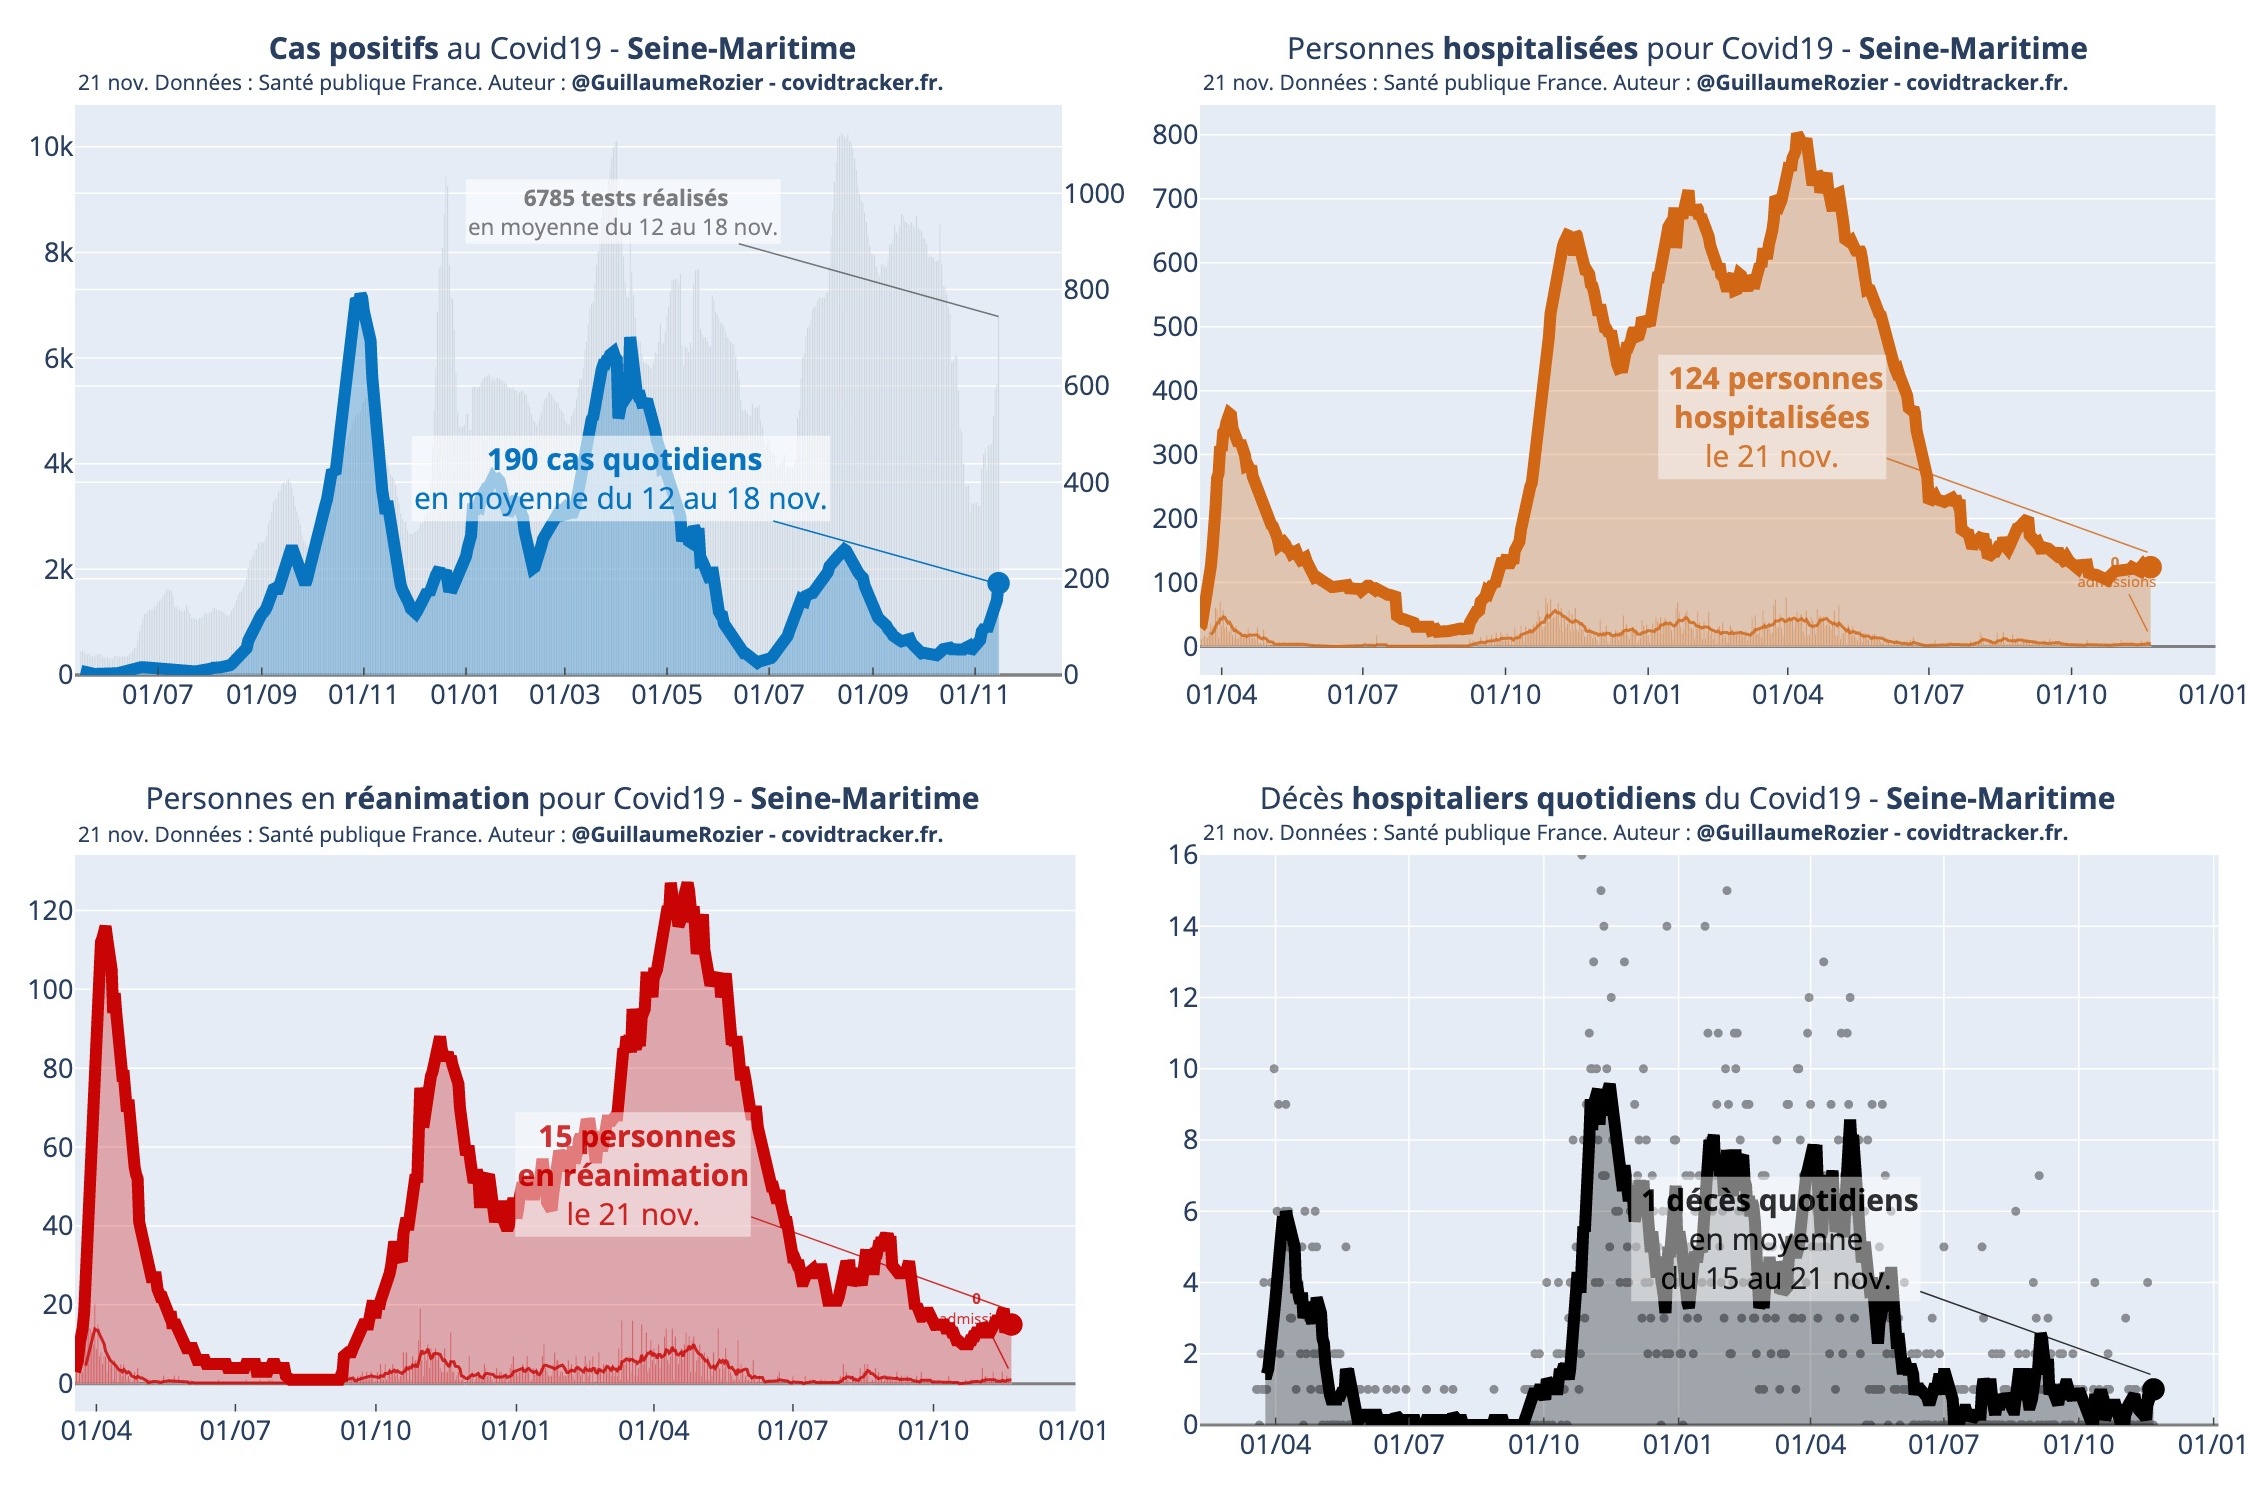 Cas positifs au Covid19 - Seine-Maritime
21 nov. Données : Santé publique France. Auteur : @GuillaumeRozier - covidtracker.fr.
10k
8k
6k
4k
2k
0
1000
800
600
400
200
0
6785 tests réalisés
en moyenne du 12 au 18 nov.
190 cas quotidiens
en moyenne du 12 au 18 nov.
01/07 01/09 01/11 01/01 01/03 01/05 01/07 01/09 01/11
Personnes hospitalisées pour Covid19 - Seine-Maritime
21 nov. Données : Santé publique France. Auteur : @GuillaumeRozier - covidtracker.fr.
800
700
600
500
400
300
200
100
0
124 personnes
hospitalisées
le 21 nov.
0
admissions
01/04 01/07 01/10 01/01 01/04 01/07 01/10 01/01
Personnes en réanimation pour Covid19 - Seine-Maritime
21 nov. Données : Santé publique France. Auteur : @GuillaumeRozier - covidtracker.fr.
120
100
80
60
40
20
0
15 personnes
en réanimation
le 21 nov.
0
01/04 01/07 01/10 01/01 01/04 01/07 01/10 01/01
Décès hospitaliers quotidiens du Covid19 - Seine-Maritime
21 nov. Données : Santé publique France. Auteur : @GuillaumeRozier - covidtracker.fr.
16
14
12
10
8
6
4
2
0
1 décès quotidiens
en moyenne
du 15 au 21 nov.
01/04 01/07 01/10 01/01 01/04 01/07 01/10 01/01